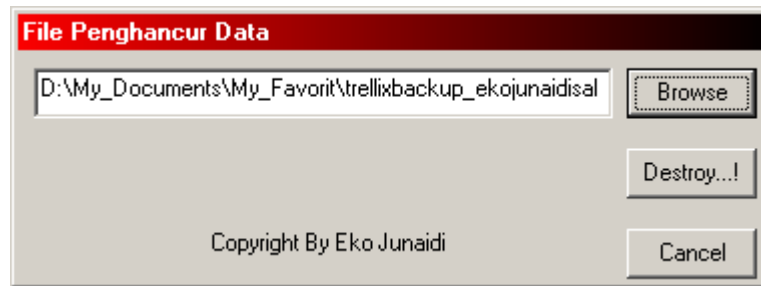 File Penghancur Data
D:\My_Documents\My_Favorit\trellixbackup_ekojunaidisal
Browse
Destroy...!
Copyright By Eko Junaidi
Cancel